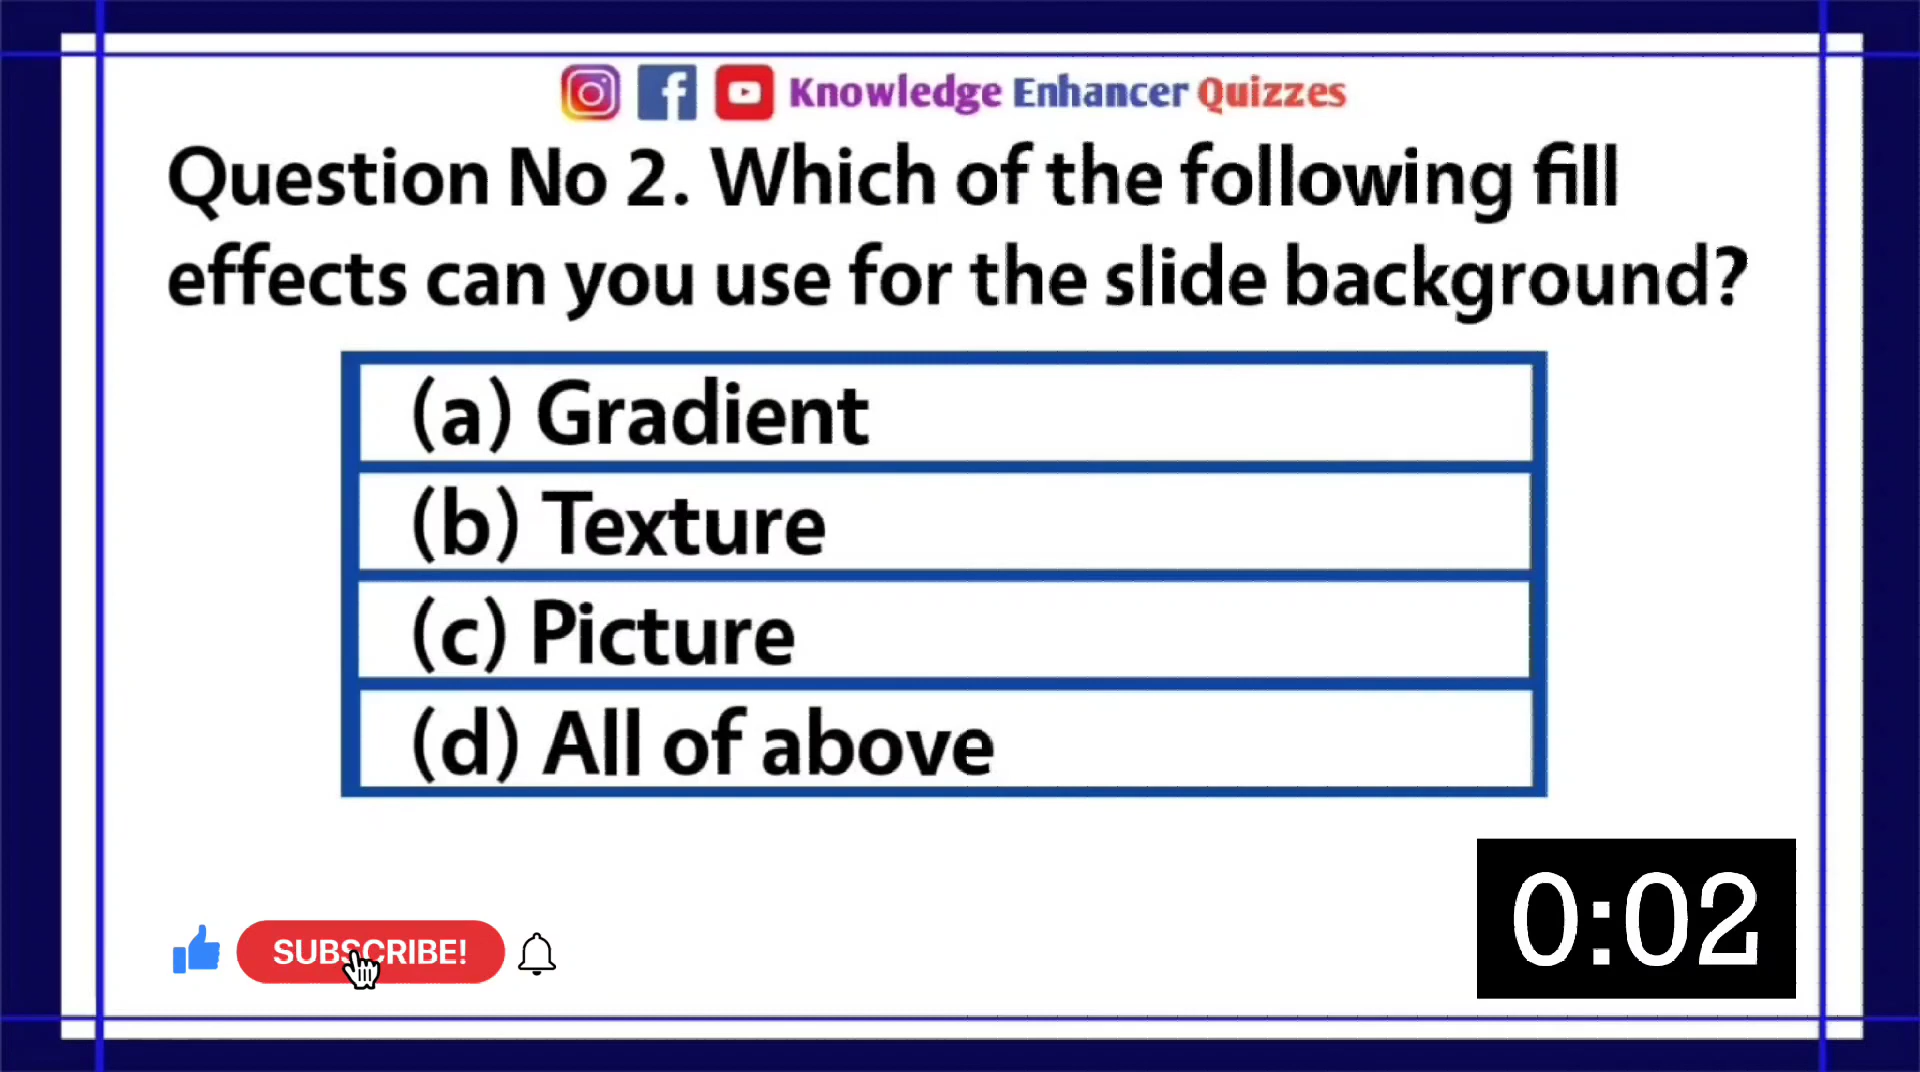 Knowledge Enhancer Quizzes
Question No 2. Which of the following fill
effects can you use for the slide background?
(a) Gradient
(b) Texture
(c) Picture
(d) All of above
SUBSCRIBE!
0:02